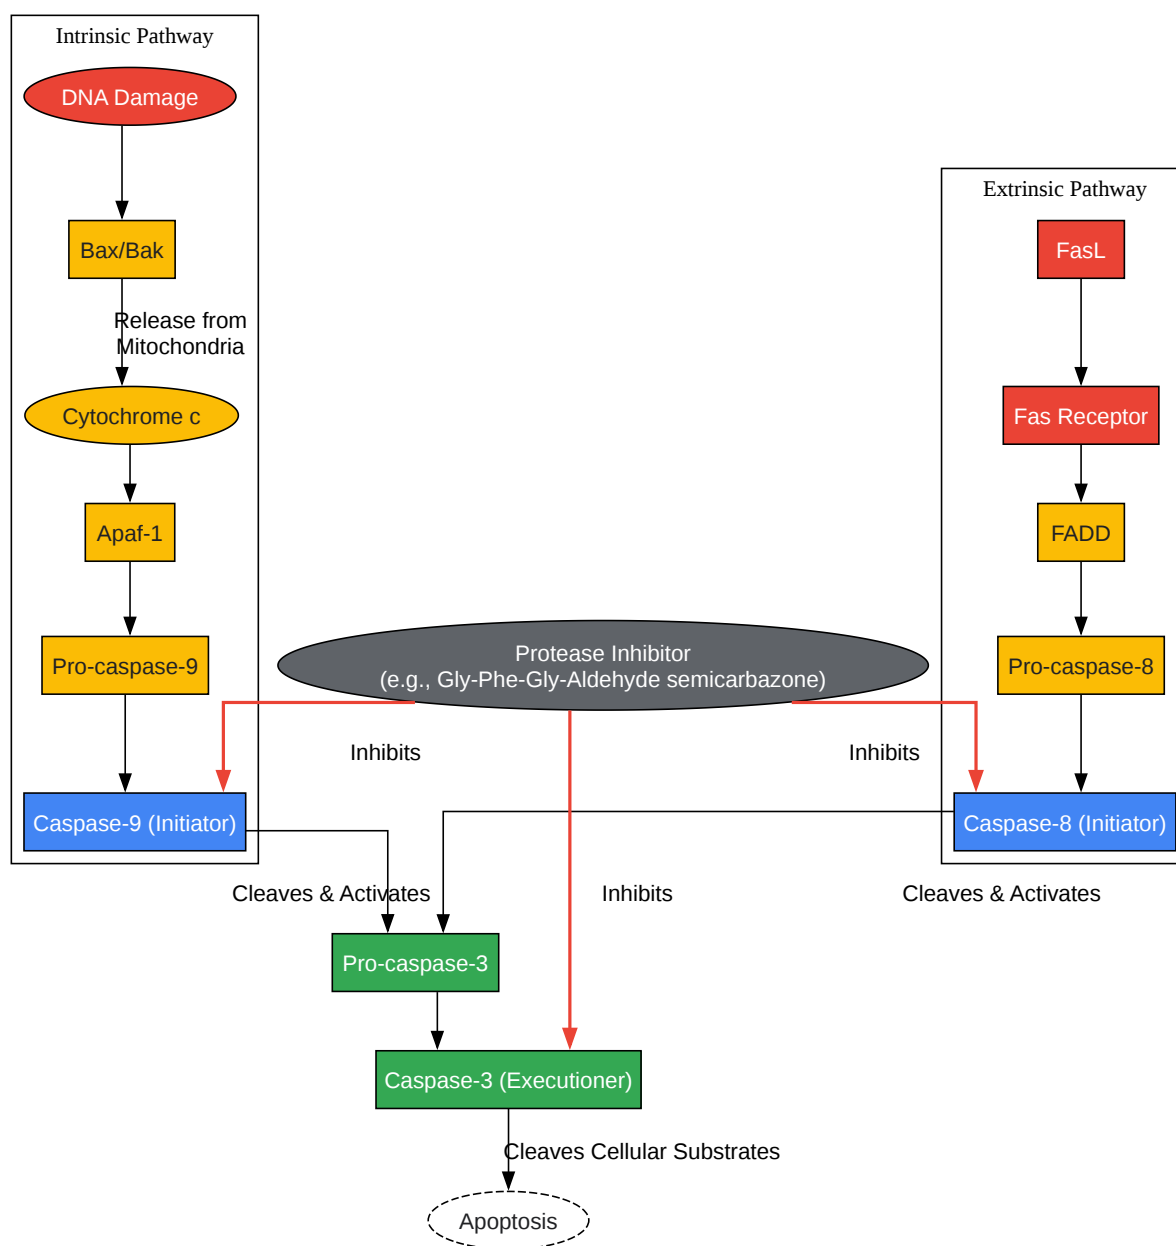 Intrinsic Pathway
DNA Damage
Bax/Bak
Release from
Mitochondria
Cytochrome c
Apaf-1
Pro-caspase-9
Caspase-9 (Initiator)
Extrinsic Pathway
FasL
Fas Receptor
FADD
Pro-caspase-8
Caspase-8 (Initiator)
Protease Inhibitor
(e.g., Gly-Phe-Gly-Aldehyde semicarbazone)
Inhibits
Inhibits
Cleaves & Activates
Inhibits
Cleaves & Activates
Pro-caspase-3
Caspase-3 (Executioner)
Cleaves Cellular Substrates
Apoptosis